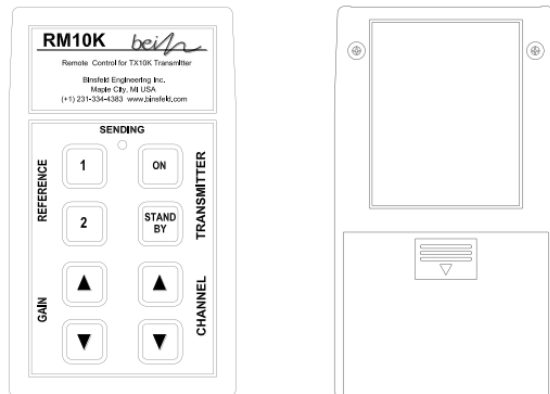 RM10K bei
Remote Control for TX10K Transmitter
Binsfeld Engineering Inc.
Maple City, MI USA
(+1) 231-334-4383 www.binsfeld.com
SENDING
REFERENCE
1
2
ON
STAND
BY
TRANSMITTER
GAIN
CHANNEL